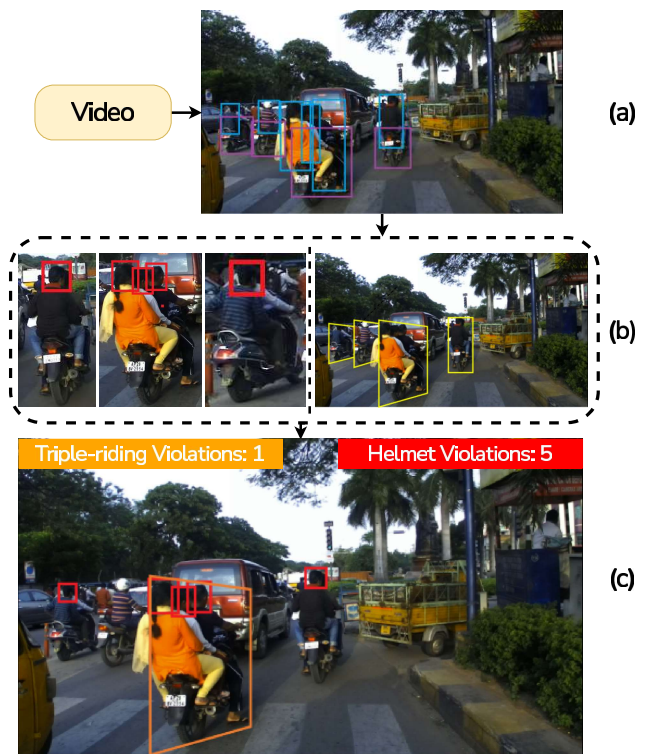 Video
(a)
(b)
Triple-riding Violations: 1
Helmet Violations: 5
(c)